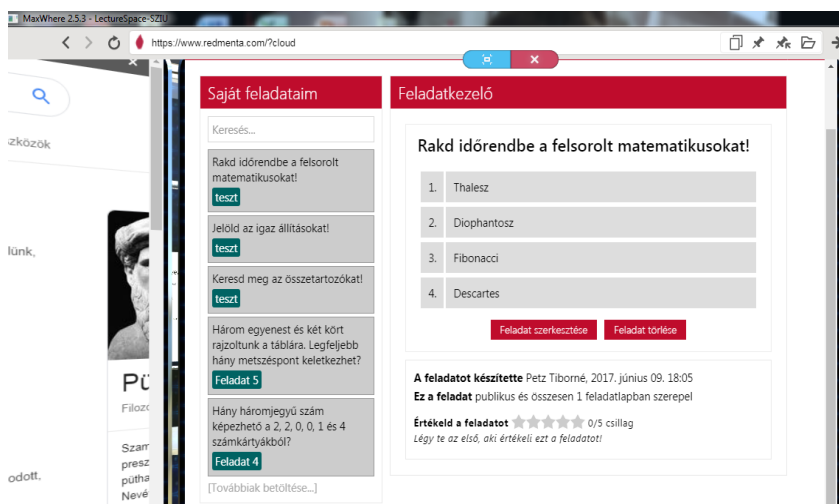 MaxWhere 2.5.3 - LectureSpace-SZIU
https://www.redmenta.com/?cloud
szközök
lünk,
odott,
Filozo
Szám
presz
pütha
Nevé
Saját feladataim
Keresés...
Rakd időrendbe a felsorolt
matematikusokat!
teszt
Jelöld az igaz állításokat!
teszt
Keresd meg az összetartozókat!
teszt
Három egyenest és két kört
rajzoltunk a táblára. Legfeljebb
hány metszéspont keletkezhet?
Feladat 5
Hány háromjegyű szám
képezhető a 2, 2, 0, 0, 1 és 4
számkártyákból?
Feladat 4
[Továbbiak betöltése...]
Feladatkezelő
Rakd időrendbe a felsorolt matematikusokat!
1. Thalesz
2. Diophantosz
3. Fibonacci
4. Descartes
Feladat szerkesztése Feladat törlése
A feladatot készítette Petz Tiborné, 2017. június 09. 18:05
Ez a feladat publikus és összesen 1 feladatlapban szerepel
Értékeld a feladatot 0/5 csillag
Légy te az első, aki értékeli ezt a feladatot!